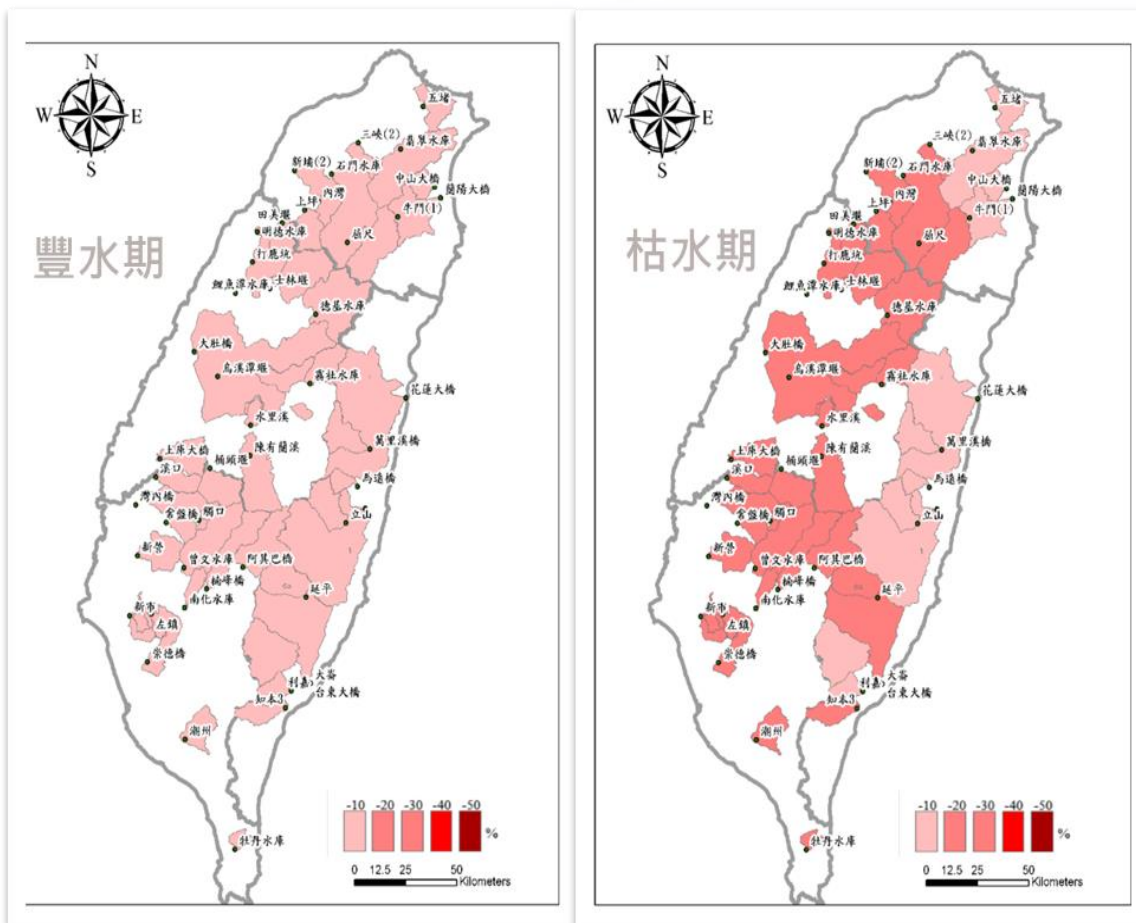 N
W E
S
豐水期
五堵
三峽(2)
翡翠水庫
新埔(2)
石門水庫
中山大橋
內灣
蘭陽大橋
上坪
牛鬥(1)
田美堰
明德水庫
屈尺
打鹿坑
士林堰
鯉魚潭水庫
德基水庫
大肚橋
烏溪潭堰
霧社水庫
花蓮大橋
水里溪
上庫大橋
陳有蘭溪
萬里溪橋
桶頭堰
溪口
馬遠橋
灣內橋
常盤橋
觸口
立山
新營
曾文水庫
阿其巴橋
楠峰橋
延平
南化水庫
新市
左鎮
崇德橋
利嘉
大崙
台東大橋
知本3
潮州
牡丹水庫
-10 -20 -30 -40 -50
%
0 12.5 25 50
Kilometers
N
W E
S
枯水期
五堵
三峽(2)
翡翠水庫
新埔(2)
石門水庫
中山大橋
內灣
蘭陽大橋
上坪
牛鬥(1)
田美堰
明德水庫
屈尺
打鹿坑
士林堰
鯉魚潭水庫
德基水庫
大肚橋
烏溪潭堰
霧社水庫
花蓮大橋
水里溪
上庫大橋
陳有蘭溪
萬里溪橋
桶頭堰
溪口
馬遠橋
灣內橋
常盤橋
觸口
立山
新營
曾文水庫
阿其巴橋
楠峰橋
延平
南化水庫
新市
左鎮
崇德橋
利嘉
大崙
台東大橋
知本3
潮州
牡丹水庫
-10 -20 -30 -40 -50
%
0 12.5 25 50
Kilometers